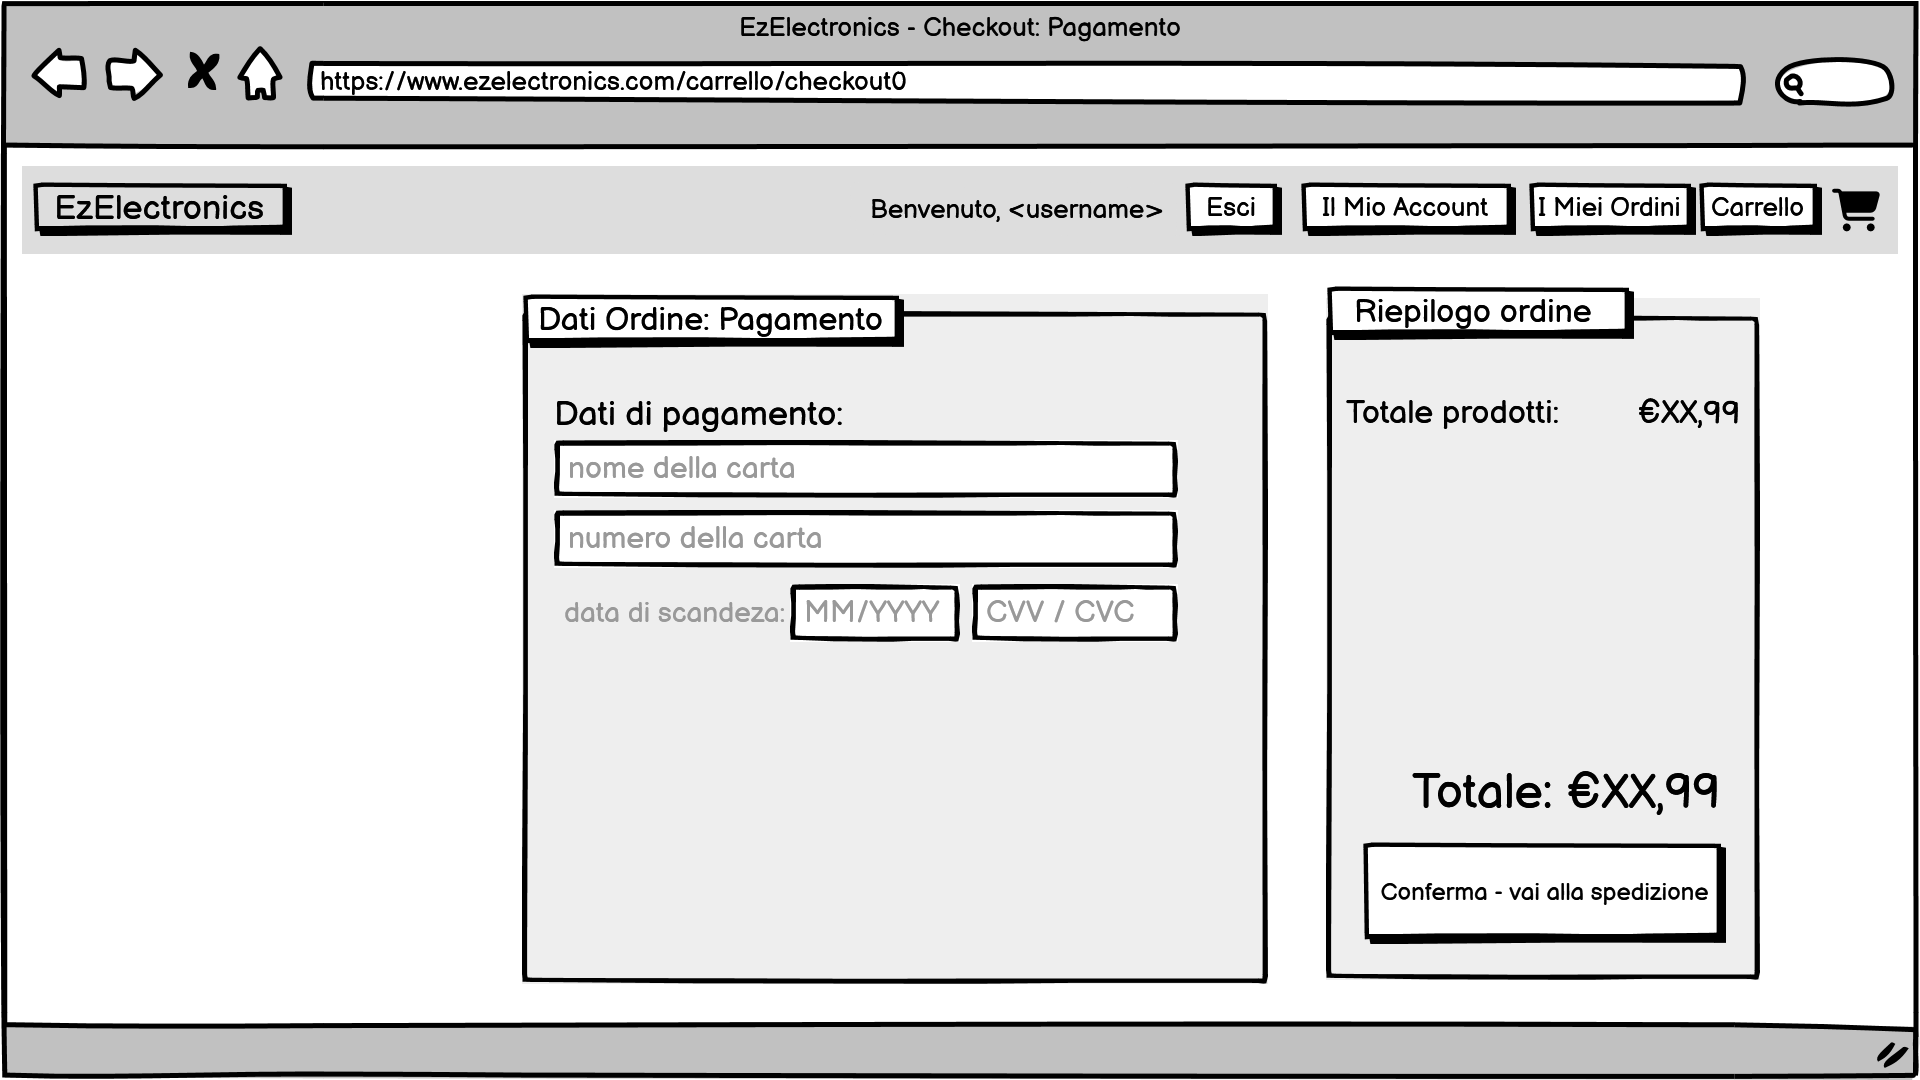 EzElectronics - Checkout: Pagamento
https://www.ezelectronics.com/carrello/checkout0
EzElectronics
Benvenuto, <username>
Esci
Il Mio Account
I Miei Ordini
Carrello
Dati Ordine: Pagamento
Dati di pagamento:
nome della carta
numero della carta
data di scandeza:
MM/YYYY
CVV / CVC
Riepilogo ordine
Totale prodotti: €XX,99
Totale: €XX,99
Conferma - vai alla spedizione